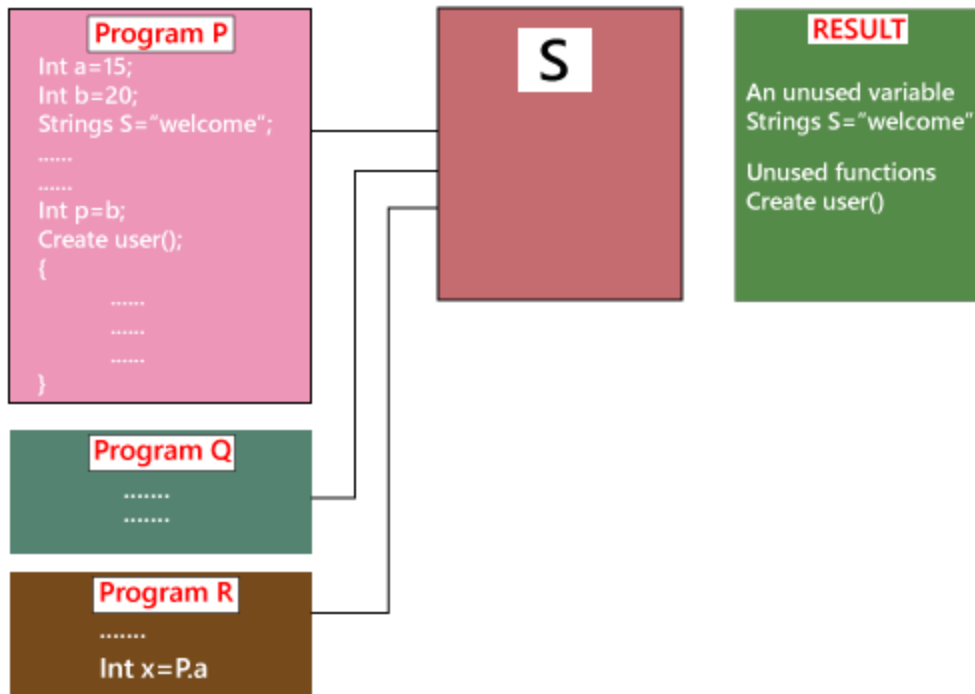 Program P
Int a=15;
Int b=20;
Strings S=“welcome”;
......
......
Int p=b;
Create user();
{
......
......
......
}
Program Q
.......
.......
Program R
.......
Int x=P.a
S
RESULT
An unused variable
Strings S=“welcome”
Unused functions
Create user()